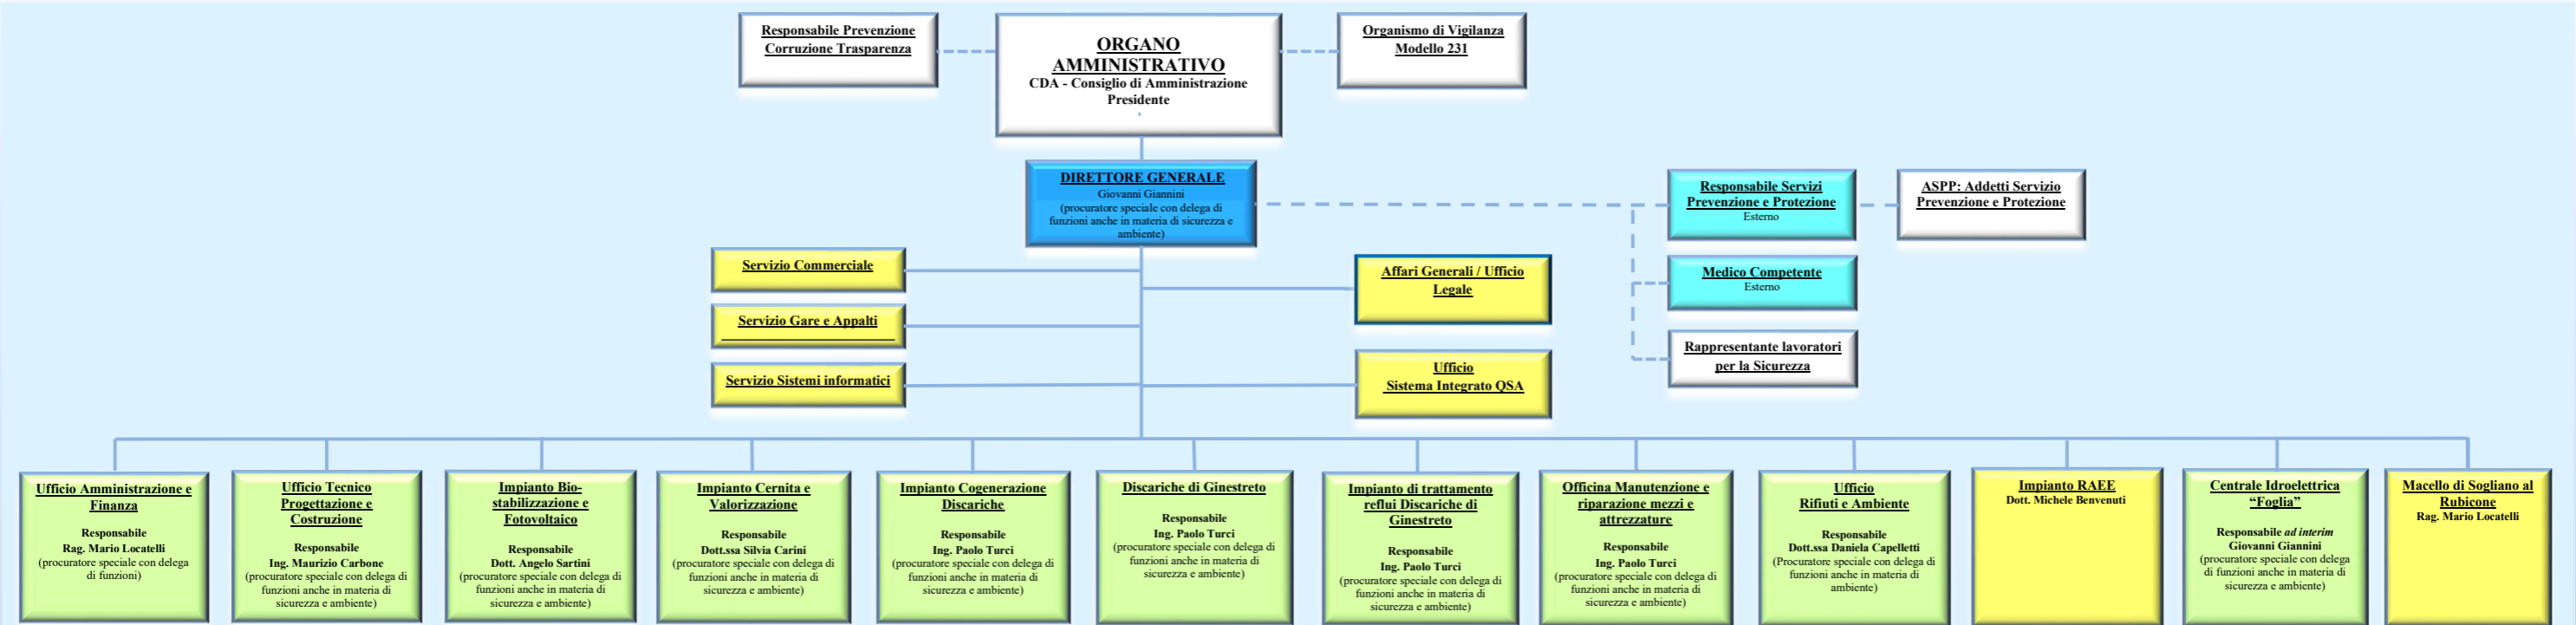 Responsabile Prevenzione
Corruzione Trasparenza
ORGANO
AMMINISTRATIVO
CDA - Consiglio di Amministrazione
Presidente
Organismo di Vigilanza
Modello 231
DIRETTORE GENERALE
Giovanni Giannini
(procuratore speciale con delega di
funzioni anche in materia di sicurezza e
ambiente)
Responsabile Servizi
Prevenzione e Protezione
Esterno
ASPP: Addetti Servizio
Prevenzione e Protezione
Servizio Commerciale
Affari Generali / Ufficio
Legale
Medico Competente
Esterno
Servizio Gare e Appalti
Rappresentante lavoratori
per la Sicurezza
Servizio Sistemi informatici
Ufficio
Sistema Integrato QSA
Ufficio Amministrazione e
Finanza
Responsabile
Rag. Mario Locatelli
(procuratore speciale con delega
di funzioni)
Ufficio Tecnico
Progettazione e
Costruzione
Responsabile
Ing. Maurizio Carbone
(procuratore speciale con delega di
funzioni anche in materia di
sicurezza e ambiente)
Impianto Bio-
stabilizzazione e
Fotovoltaico
Responsabile
Dott. Angelo Sartini
(procuratore speciale con delega di
funzioni anche in materia di
sicurezza e ambiente)
Impianto Cernita e
Valorizzazione
Responsabile
Dott.ssa Silvia Carini
(procuratore speciale con delega di
funzioni anche in materia di
sicurezza e ambiente)
Impianto Cogenerazione
Discariche
Responsabile
Ing. Paolo Turci
(procuratore speciale con delega di
funzioni anche in materia di
sicurezza e ambiente)
Discariche di Ginestreto
Responsabile
Ing. Paolo Turci
(procuratore speciale con delega di
funzioni anche in materia di
sicurezza e ambiente)
Impianto di trattamento
reflui Discariche di
Ginestreto
Responsabile
Ing. Paolo Turci
(procuratore speciale con delega di
funzioni anche in materia di
sicurezza e ambiente)
Officina Manutenzione e
riparazione mezzi e
attrezzature
Responsabile
Ing. Paolo Turci
(procuratore speciale con delega di
funzioni anche in materia di
sicurezza e ambiente)
Ufficio
Rifiuti e Ambiente
Responsabile
Dott.ssa Daniela Capelletti
(Procuratore speciale con delega di
funzioni anche in materia di
ambiente)
Impianto RAEE
Dott. Michele Benvenuti
Centrale Idroelettrica
“Foglia”
Responsabile ad interim
Giovanni Giannini
(procuratore speciale con delega
di funzioni anche in materia di
sicurezza e ambiente)
Macello di Sogliano al
Rubicone
Rag. Mario Locatelli